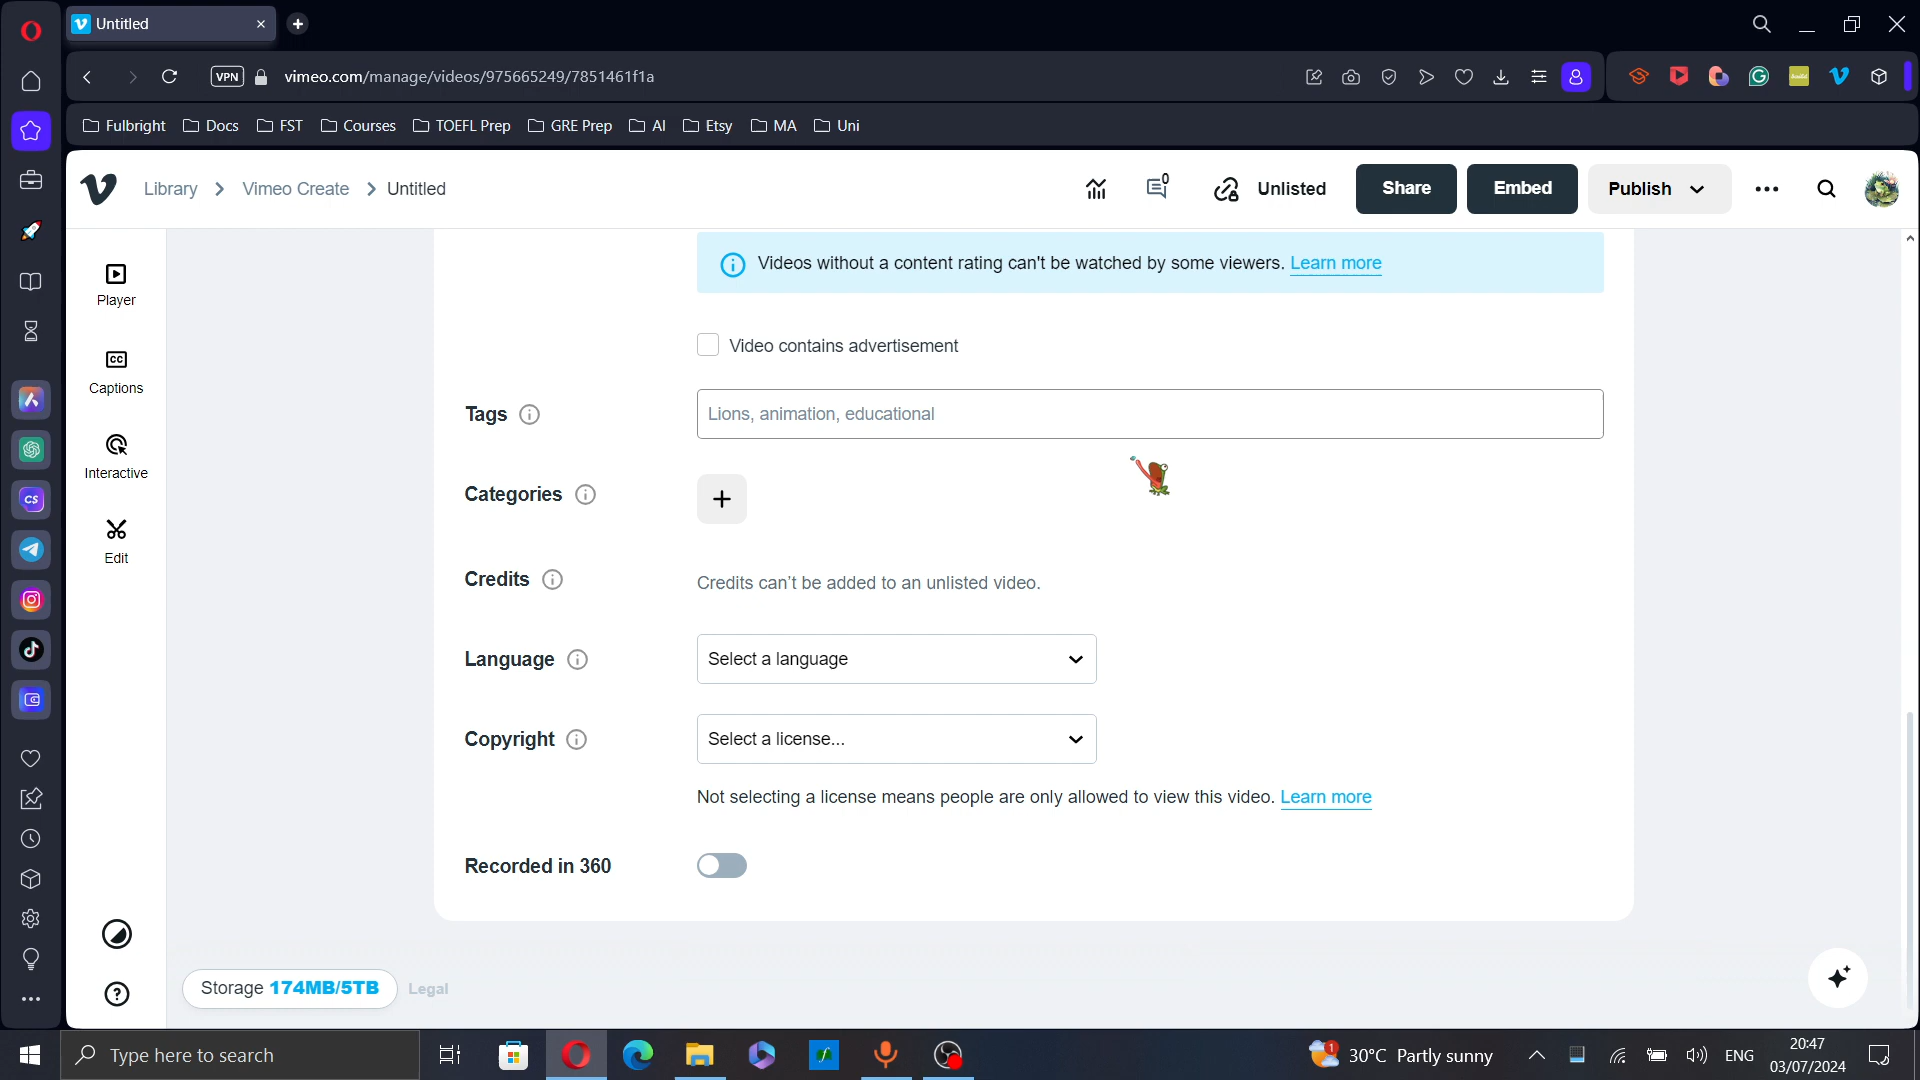 Untitled
VPN
vimeo.com/manage/videos/975665249/7851461f1a
Fulbright
Docs
FST
Courses
TOEFL Prep
GRE Prep
AI
Etsy
MA
Uni
Library > Vimeo Create > Untitled
0
Unlisted
Share
Embed
Publish
Player
Captions
Interactive
Edit
Videos without a content rating can't be watched by some viewers. Learn more
Video contains advertisement
Tags
Lions, animation, educational
Categories
Credits
Credits can't be added to an unlisted video.
Language
Select a language
Copyright
Select a license...
Not selecting a license means people are only allowed to view this video. Learn more
Recorded in 360
Storage 174MB/5TB
Legal
CS
CC
Type here to search
1
30°C Partly sunny
ENG
20:47
03/07/2024